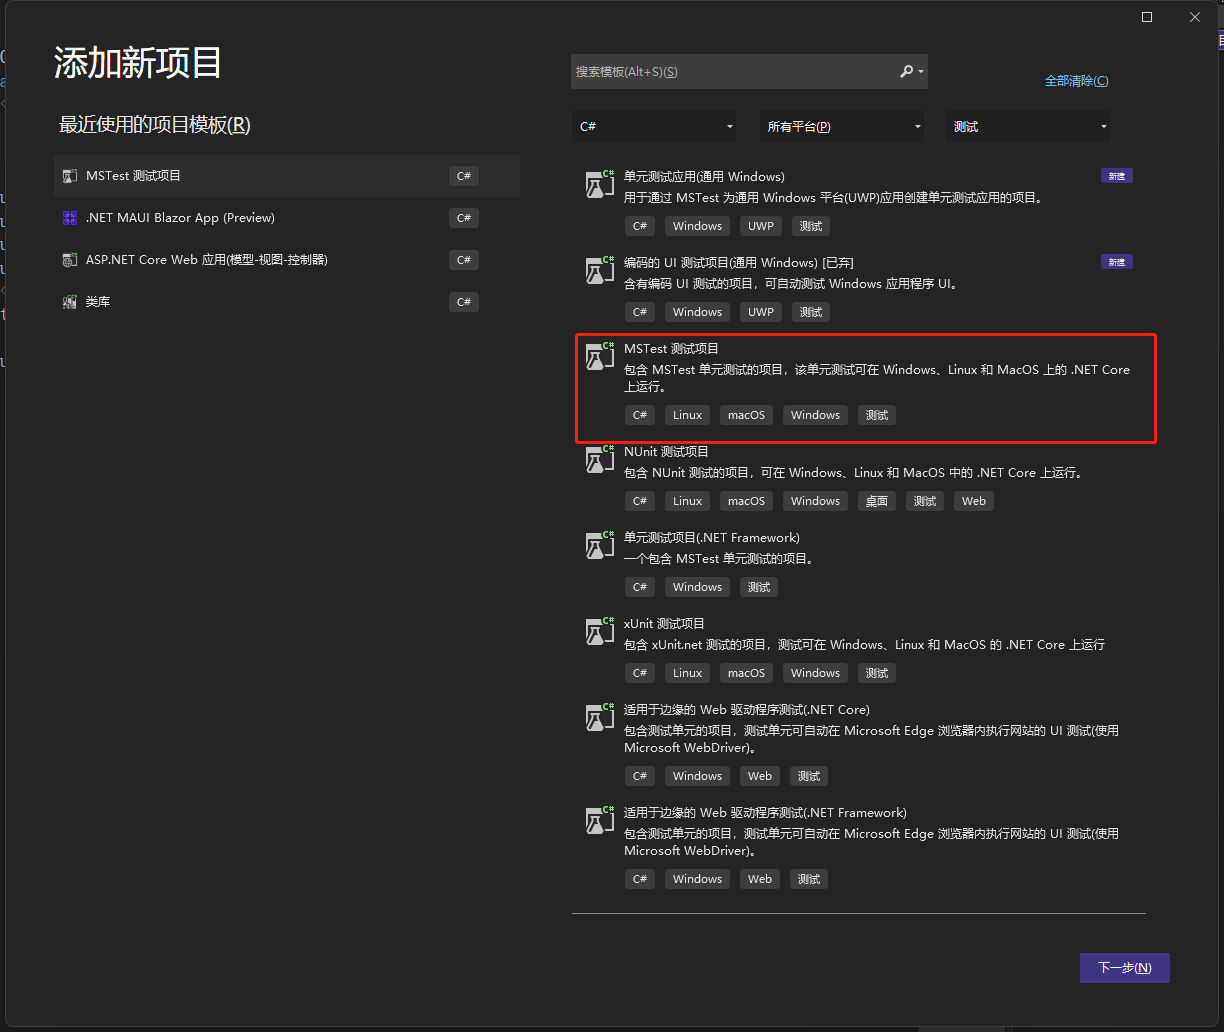 添加新项目
最近使用的项目模板(R)
MSTest 测试项目
C#
.NET MAUI Blazor App (Preview)
C#
ASP.NET Core Web 应用(模型-视图-控制器)
C#
类库
C#
搜索模板(Alt+S)(S)
全部清除(C)
C#
所有平台(P)
测试
单元测试应用(通用 Windows)
新建
用于通过 MSTest 为通用 Windows 平台(UWP)应用创建单元测试应用的项目。
C# Windows UWP 测试
编码的 UI 测试项目(通用 Windows) [已弃]
新建
含有编码 UI 测试的项目，可自动测试 Windows 应用程序 UI。
C# Windows UWP 测试
MSTest 测试项目
包含 MSTest 单元测试的项目，该单元测试可在 Windows、Linux 和 MacOS 上的 .NET Core
上运行。
C# Linux macOS Windows 测试
NUnit 测试项目
包含 NUnit 测试的项目，可在 Windows、Linux 和 MacOS 中的 .NET Core 上运行。
C# Linux macOS Windows 桌面 测试 Web
单元测试项目(.NET Framework)
一个包含 MSTest 单元测试的项目。
C# Windows 测试
xUnit 测试项目
包含 xUnit.net 测试的项目，测试可在 Windows、Linux 和 MacOS 的 .NET Core 上运行
C# Linux macOS Windows 测试
适用于边缘的 Web 驱动程序测试(.NET Core)
包含测试单元的项目，测试单元可自动在 Microsoft Edge 浏览器内执行网站的 UI 测试(使用
Microsoft WebDriver)。
C# Windows Web 测试
适用于边缘的 Web 驱动程序测试(.NET Framework)
包含测试单元的项目，测试单元可自动在 Microsoft Edge 浏览器内执行网站的 UI 测试(使用
Microsoft WebDriver)。
C# Windows Web 测试
下一步(N)